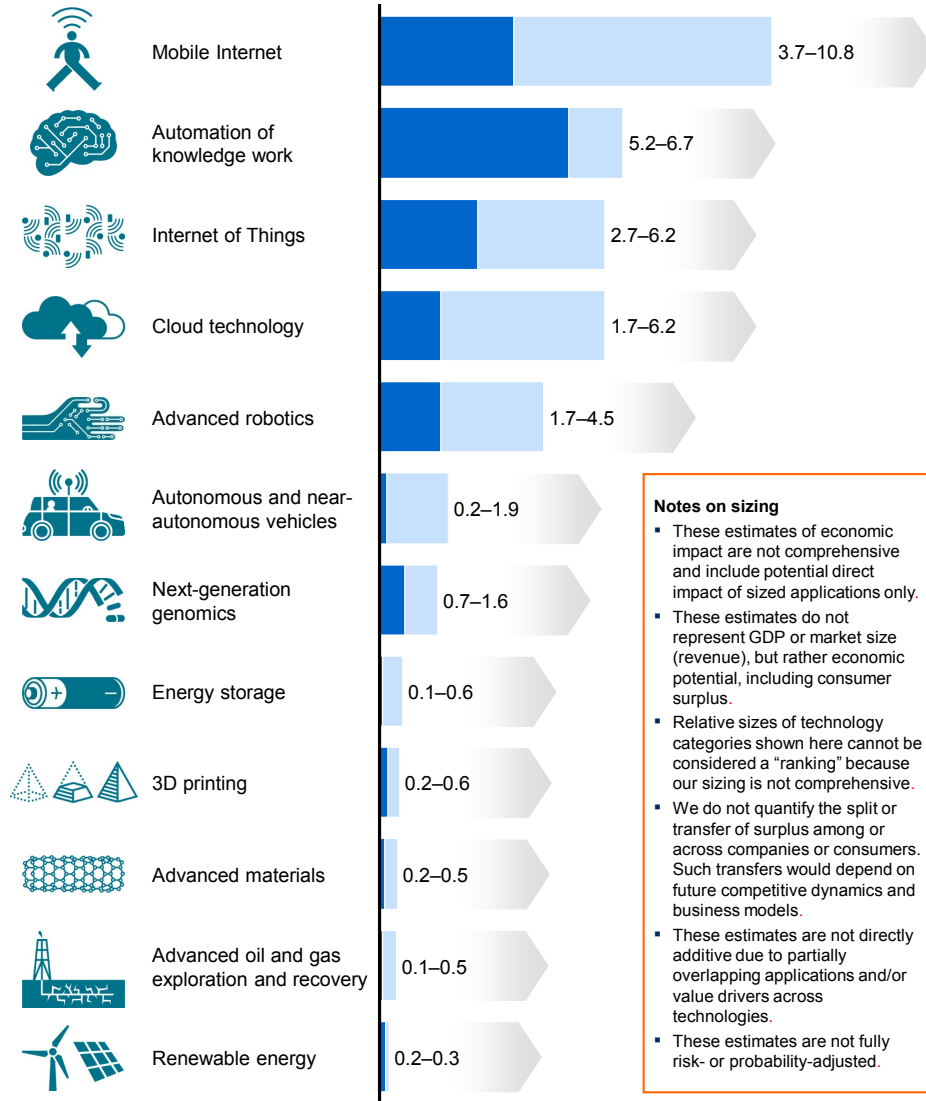 Mobile Internet
3.7–10.8
Automation of
knowledge work
5.2–6.7
Internet of Things
2.7–6.2
Cloud technology
1.7–6.2
Advanced robotics
1.7–4.5
Autonomous and near-
autonomous vehicles
0.2–1.9
Next-generation
genomics
0.7–1.6
Energy storage
0.1–0.6
3D printing
0.2–0.6
Advanced materials
0.2–0.5
Advanced oil and gas
exploration and recovery
0.1–0.5
Renewable energy
0.2–0.3
Notes on sizing
▪ These estimates of economic
impact are not comprehensive
and include potential direct
impact of sized applications only.
▪ These estimates do not
represent GDP or market size
(revenue), but rather economic
potential, including consumer
surplus.
▪ Relative sizes of technology
categories shown here cannot be
considered a “ranking” because
our sizing is not comprehensive.
▪ We do not quantify the split or
transfer of surplus among or
across companies or consumers.
Such transfers would depend on
future competitive dynamics and
business models.
▪ These estimates are not directly
additive due to partially
overlapping applications and/or
value drivers across
technologies.
▪ These estimates are not fully
risk- or probability-adjusted.